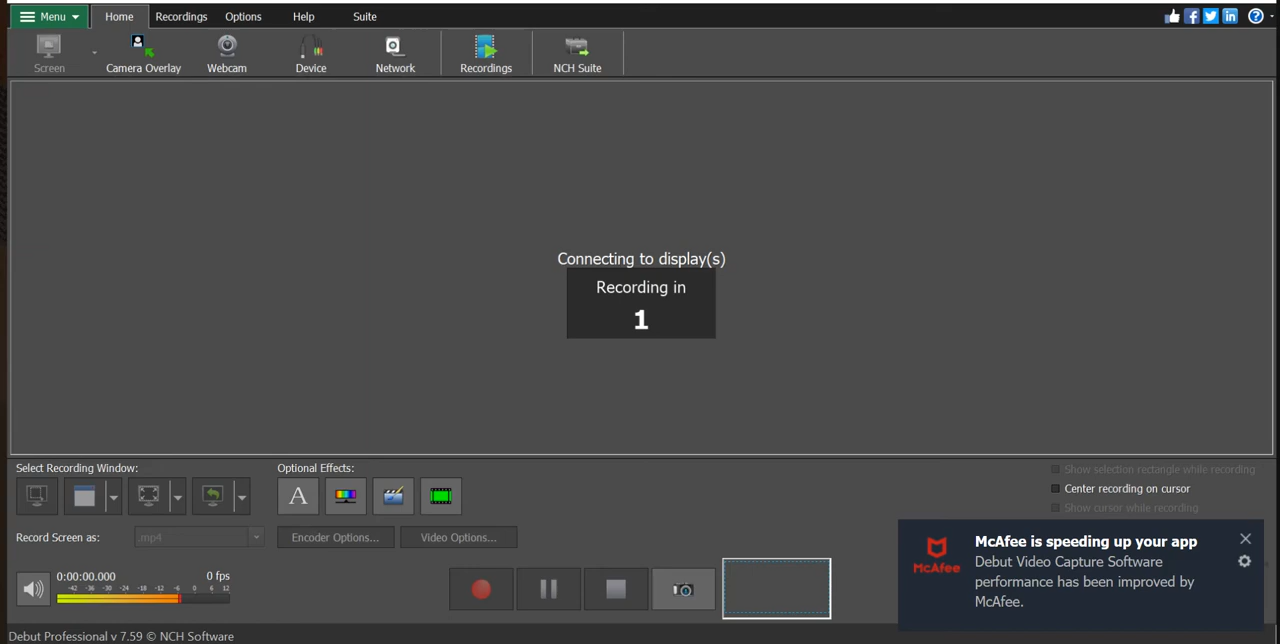 Menu Home Recordings Options Help Suite
Screen Camera Overlay Webcam Device Network Recordings NCH Suite
Connecting to display(s)
Recording in
1
Select Recording Window: Optional Effects:
Show selection rectangle while recording
A
Center recording on cursor
Show cursor while recording
Record Screen as: .mp4 Encoder Options... Video Options...
McAfee is speeding up your app
Debut Video Capture Software
performance has been improved by
McAfee.
McAfee
0:00:00.000 0 fps
-42 -36 -30 -24 -18 -12 -6 0 6 12
Debut Professional v 7.59 © NCH Software